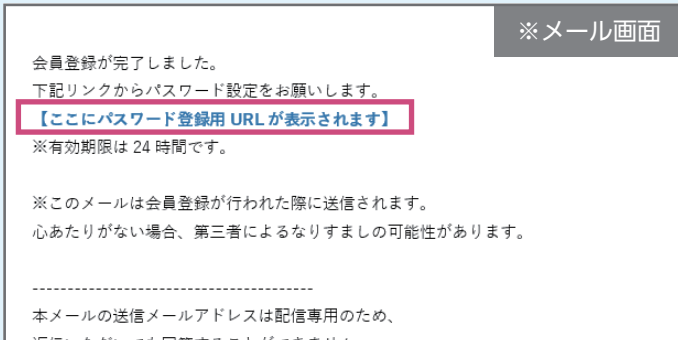 ※メール画面
会員登録が完了しました。
下記リンクからパスワード設定をお願いします。
【ここにパスワード登録用 URL が表示されます】
※有効期限は 24 時間です。
※このメールは会員登録が行われた際に送信されます。
心あたりがない場合、第三者によるなりすましの可能性があります。
----------------------------------------
本メールの送信メールアドレスは配信専用のため、